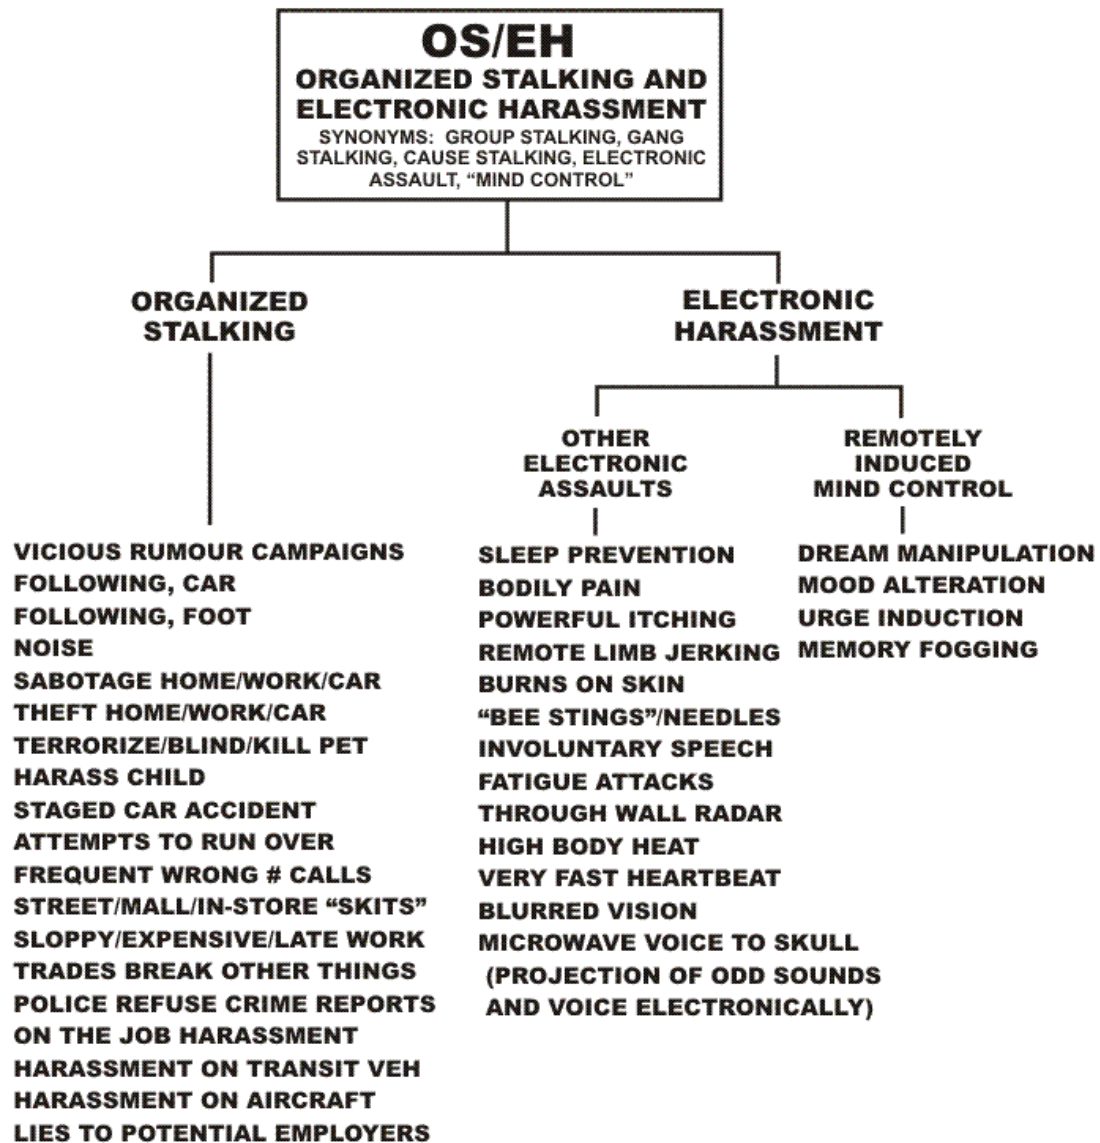 OS/EH
ORGANIZED STALKING AND
ELECTRONIC HARASSMENT
SYNONYMS: GROUP STALKING, GANG
STALKING, CAUSE STALKING, ELECTRONIC
ASSAULT, “MIND CONTROL”
ORGANIZED
STALKING
VICIOUS RUMOUR CAMPAIGNS
FOLLOWING, CAR
FOLLOWING, FOOT
NOISE
SABOTAGE HOME/WORK/CAR
THEFT HOME/WORK/CAR
TERRORIZE/BLIND/KILL PET
HARASS CHILD
STAGED CAR ACCIDENT
ATTEMPTS TO RUN OVER
FREQUENT WRONG # CALLS
STREET/MALL/IN-STORE “SKITS”
SLOPPY/EXPENSIVE/LATE WORK
TRADES BREAK OTHER THINGS
POLICE REFUSE CRIME REPORTS
ON THE JOB HARASSMENT
HARASSMENT ON TRANSIT VEH
HARASSMENT ON AIRCRAFT
LIES TO POTENTIAL EMPLOYERS
ELECTRONIC
HARASSMENT
OTHER
ELECTRONIC
ASSAULTS
SLEEP PREVENTION
BODILY PAIN
POWERFUL ITCHING
REMOTE LIMB JERKING
BURNS ON SKIN
“BEE STINGS”/NEEDLES
INVOLUNTARY SPEECH
FATIGUE ATTACKS
THROUGH WALL RADAR
HIGH BODY HEAT
VERY FAST HEARTBEAT
BLURRED VISION
MICROWAVE VOICE TO SKULL
(PROJECTION OF ODD SOUNDS
AND VOICE ELECTRONICALLY)
REMOTELY
INDUCED
MIND CONTROL
DREAM MANIPULATION
MOOD ALTERATION
URGE INDUCTION
MEMORY FOGGING